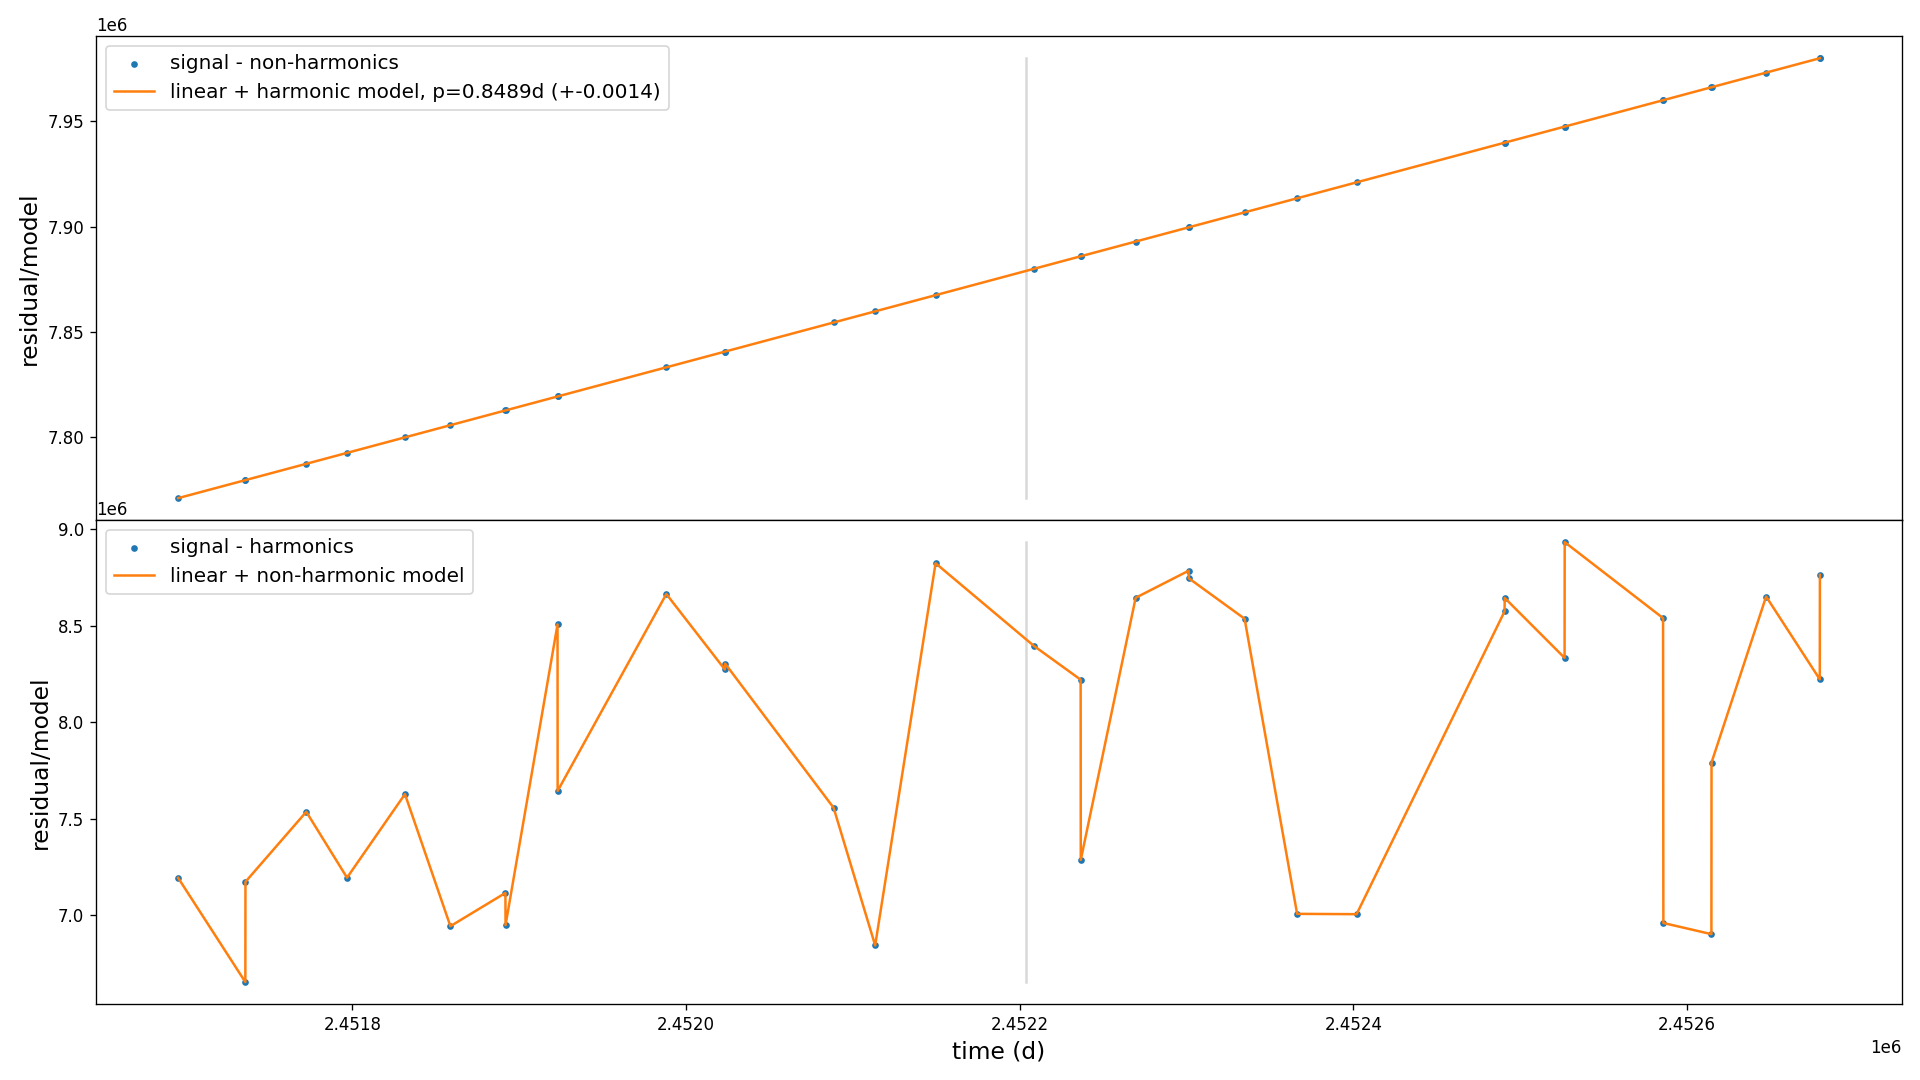 1e6
signal - non-harmonics
linear + harmonic model, p=0.8489d (+-0.0014)
7.95
7.90
7.85
7.80
residual/model
1e6
signal - harmonics
linear + non-harmonic model
9.0
8.5
8.0
7.5
7.0
residual/model
2.4518
2.4520
2.4522
2.4524
2.4526
time (d)
1e6